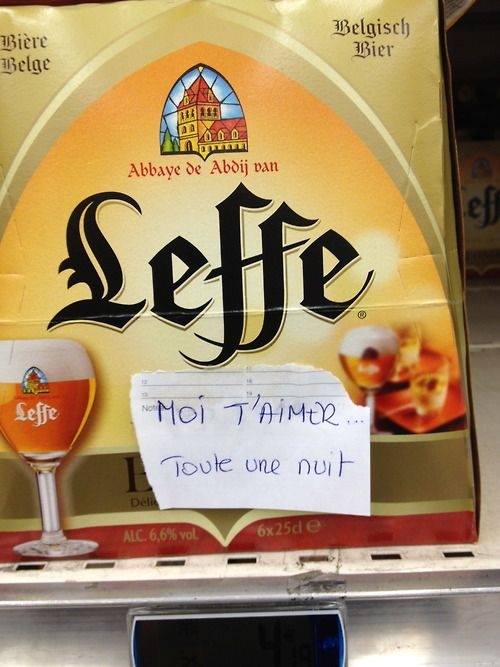 Bière
Belge
Belgisch
Bier
Abbaye de Abdij van
Leffe
®
Leffe
Note
MOI T'AIMER...
Toute une nuit
ALC. 6,6% vol.
6x25cl e